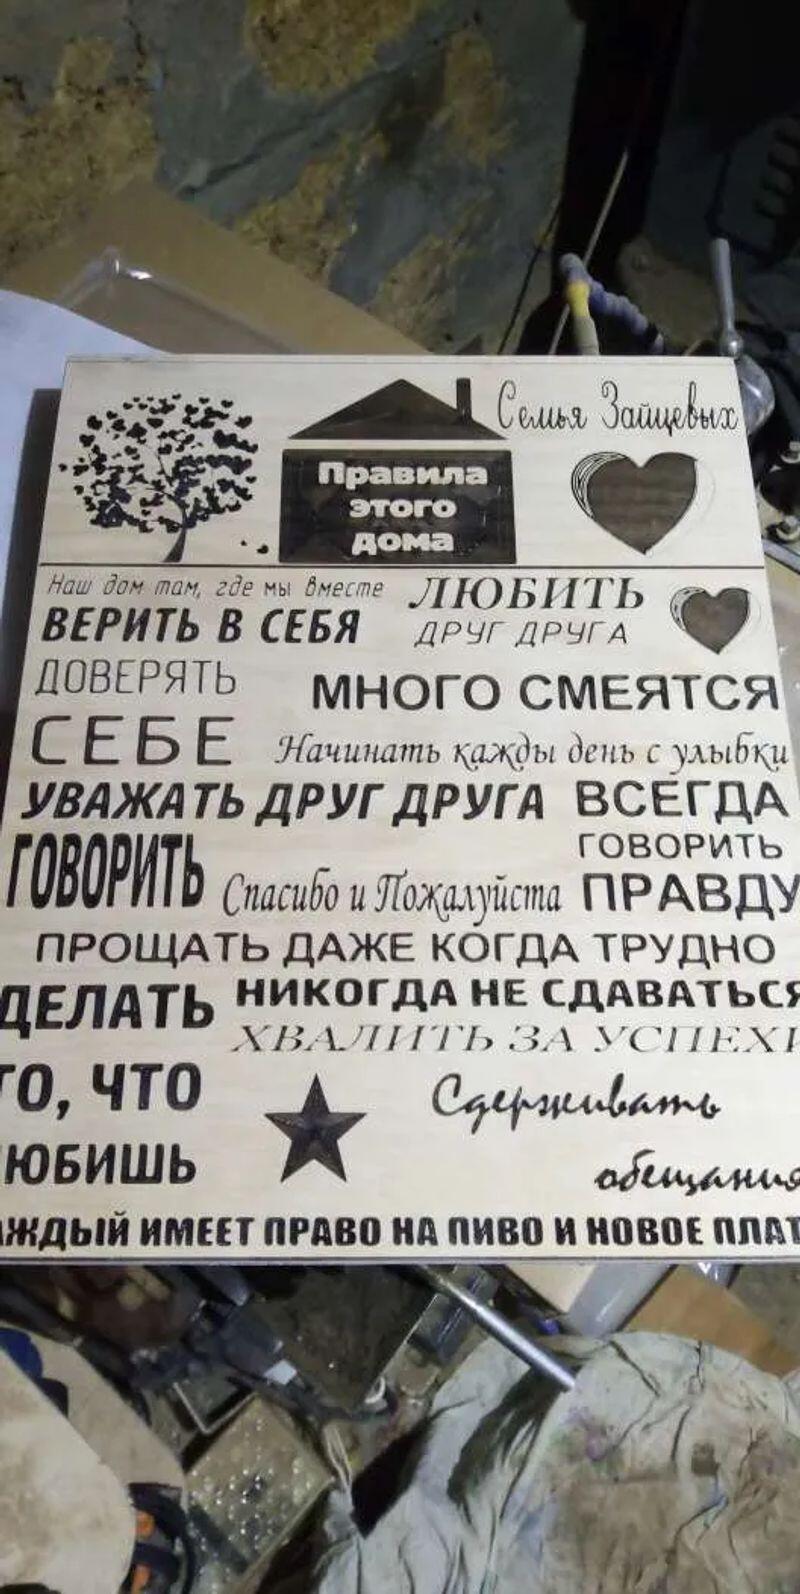 Семья Зайцевых
Правила
этого
дома
Наш дом там, где мы вместе
ЛЮБИТЬ
ВЕРИТЬ В СЕБЯ
ДРУГ ДРУГА
ДОВЕРЯТЬ
МНОГО СМЕЯТСЯ
СЕБЕ
Начинать кажды день с улыбки
УВАЖАТЬ ДРУГ ДРУГА
ВСЕГДА
ГОВОРИТЬ
ГОВОРИТЬ
Спасибо и Пожалуйста
ПРАВДУ
ПРОЩАТЬ ДАЖЕ КОГДА ТРУДНО
ДЕЛАТЬ
НИКОГДА НЕ СДАВАТЬСЯ
ХВАЛИТЬ ЗА УСПЕХИ
ТО, ЧТО
Сдерживать
ЮБИШЬ
обещания
АЖДЫЙ ИМЕЕТ ПРАВО НА ПИВО И НОВОЕ ПЛАТ